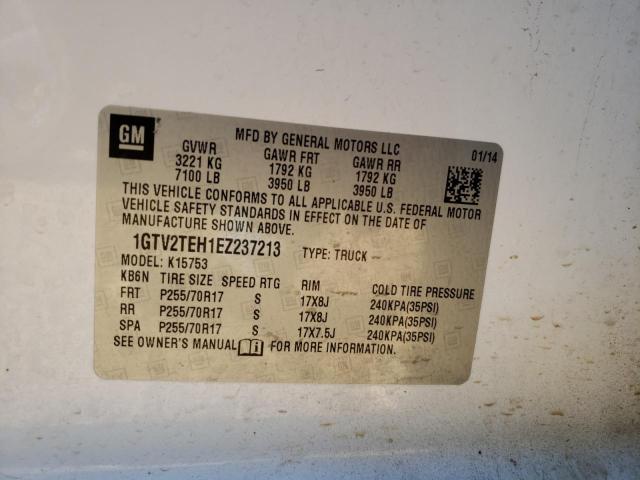 GM
MFD BY GENERAL MOTORS LLC
01/14
GVWR GAWR FRT GAWR RR
3221 KG 1792 KG 1792 KG
7100 LB 3950 LB 3950 LB
THIS VEHICLE CONFORMS TO ALL APPLICABLE U.S. FEDERAL MOTOR
VEHICLE SAFETY STANDARDS IN EFFECT ON THE DATE OF
MANUFACTURE SHOWN ABOVE.
1GTV2TEH1EZ237213 TYPE: TRUCK
MODEL: K15753
KB6N TIRE SIZE SPEED RTG RIM COLD TIRE PRESSURE
FRT P255/70R17 S 17X8J 240KPA(35PSI)
RR P255/70R17 S 17X8J 240KPA(35PSI)
SPA P255/70R17 S 17X7.5J 240KPA(35PSI)
SEE OWNER'S MANUAL i FOR MORE INFORMATION.